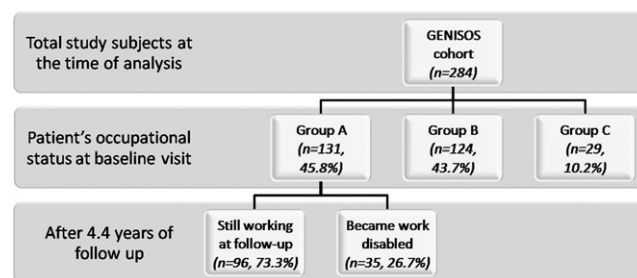 Total study subjects at
the time of analysis
GENISOS
cohort
(n=284)
Patient's occupational
status at baseline visit
Group A
(n=131,
45.8%)
Group B
(n=124,
43.7%)
Group C
(n=29,
10.2%)
After 4.4 years of
follow up
Still working
at follow-up
(n=96, 73.3%)
Became work
disabled
(n=35, 26.7%)